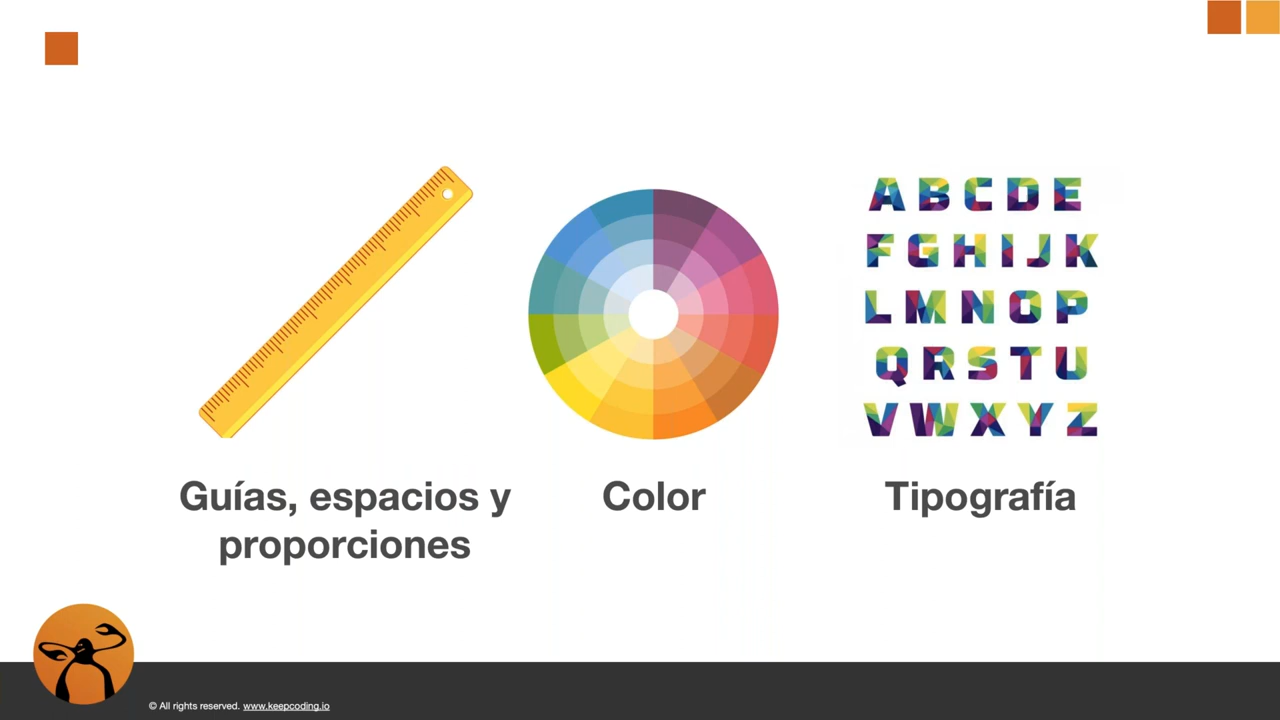 A B C D E
F G H I J K
L M N O P
Q R S T U
V W X Y Z
Guías, espacios y
proporciones
Color
Tipografía
© All rights reserved. www.keepcoding.io